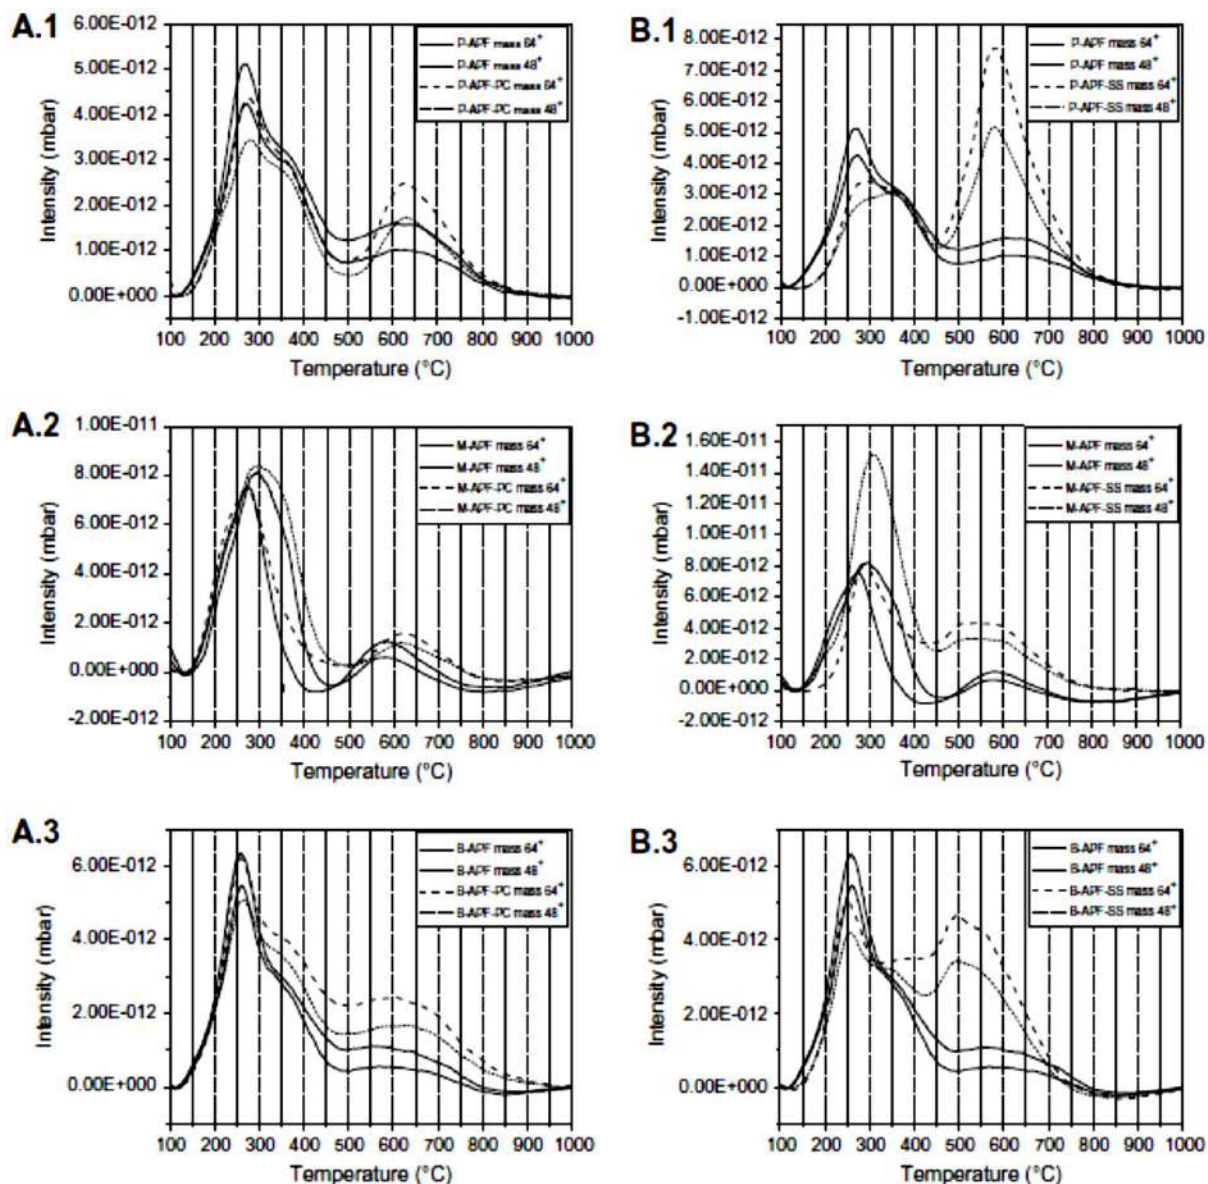 A.1
6.00E-012
5.00E-012
4.00E-012
3.00E-012
2.00E-012
1.00E-012
0.00E+000
Intensity (mbar)
P-APF mass 64+
P-APF mass 48+
P-APF-PC mass 64+
P-APF-PC mass 48+
100 200 300 400 500 600 700 800 900 1000
Temperature (°C)
B.1
8.00E-012
7.00E-012
6.00E-012
5.00E-012
4.00E-012
3.00E-012
2.00E-012
1.00E-012
0.00E+000
-1.00E-012
Intensity (mbar)
P-APF mass 64+
P-APF mass 48+
P-APF-SS mass 64+
P-APF-SS mass 48+
100 200 300 400 500 600 700 800 900 1000
Temperature (°C)
A.2
1.00E-011
8.00E-012
6.00E-012
4.00E-012
2.00E-012
0.00E+000
-2.00E-012
Intensity (mbar)
M-APF mass 64+
M-APF mass 48+
M-APF-PC mass 64+
M-APF-PC mass 48+
100 200 300 400 500 600 700 800 900 1000
Temperature (°C)
B.2
1.60E-011
1.40E-011
1.20E-011
1.00E-011
8.00E-012
6.00E-012
4.00E-012
2.00E-012
0.00E+000
-2.00E-012
Intensity (mbar)
M-APF mass 64+
M-APF mass 48+
M-APF-SS mass 64+
M-APF-SS mass 48+
100 200 300 400 500 600 700 800 900 1000
Temperature (°C)
A.3
6.00E-012
4.00E-012
2.00E-012
0.00E+000
Intensity (mbar)
B-APF mass 64+
B-APF mass 48+
B-APF-PC mass 64+
B-APF-PC mass 48+
100 200 300 400 500 600 700 800 900 1000
Temperature (°C)
B.3
6.00E-012
4.00E-012
2.00E-012
0.00E+000
Intensity (mbar)
B-APF mass 64+
B-APF mass 48+
B-APF-SS mass 64+
B-APF-SS mass 48+
100 200 300 400 500 600 700 800 900 1000
Temperature (°C)